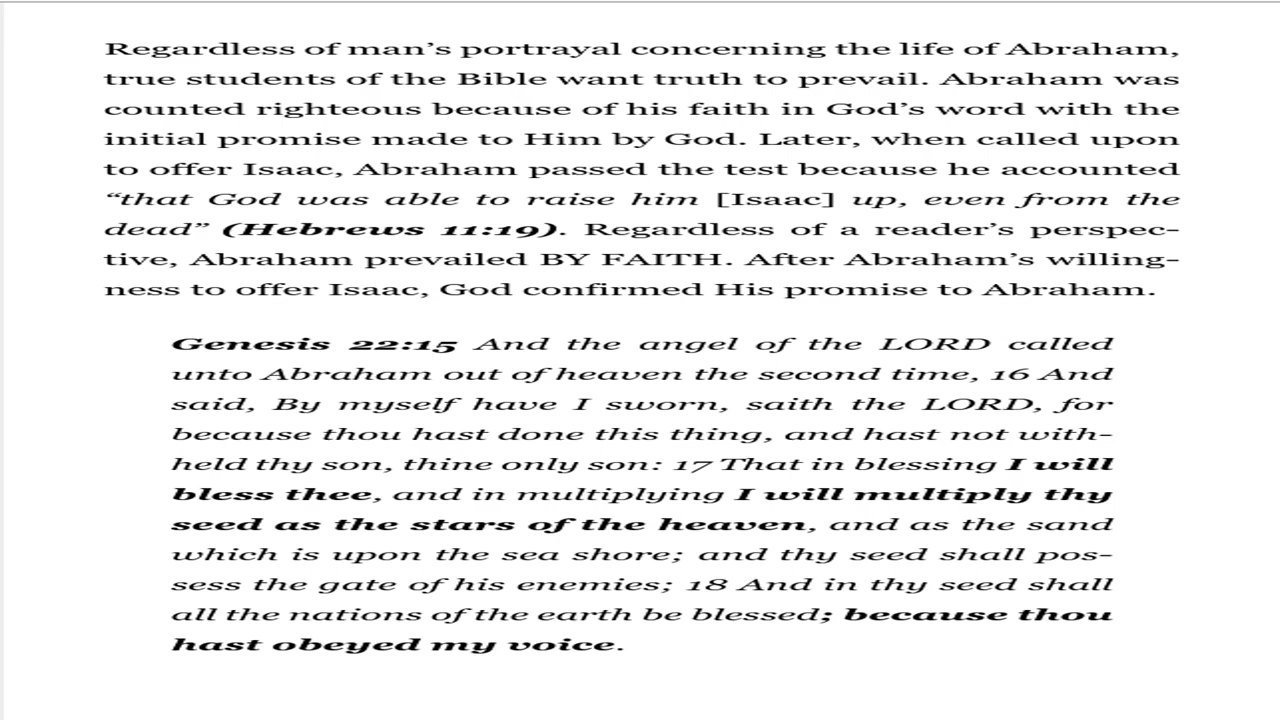 Regardless of man’s portrayal concerning the life of Abraham,
true students of the Bible want truth to prevail. Abraham was
counted righteous because of his faith in God’s word with the
initial promise made to Him by God. Later, when called upon
to offer Isaac, Abraham passed the test because he accounted
“that God was able to raise him [Isaac] up, even from the
dead” (Hebrews 11:19). Regardless of a reader’s perspec-
tive, Abraham prevailed BY FAITH. After Abraham’s willing-
ness to offer Isaac, God confirmed His promise to Abraham.
Genesis 22:15 And the angel of the LORD called
unto Abraham out of heaven the second time, 16 And
said, By myself have I sworn, saith the LORD, for
because thou hast done this thing, and hast not with-
held thy son, thine only son: 17 That in blessing I will
bless thee, and in multiplying I will multiply thy
seed as the stars of the heaven, and as the sand
which is upon the sea shore; and thy seed shall pos-
sess the gate of his enemies; 18 And in thy seed shall
all the nations of the earth be blessed; because thou
hast obeyed my voice.